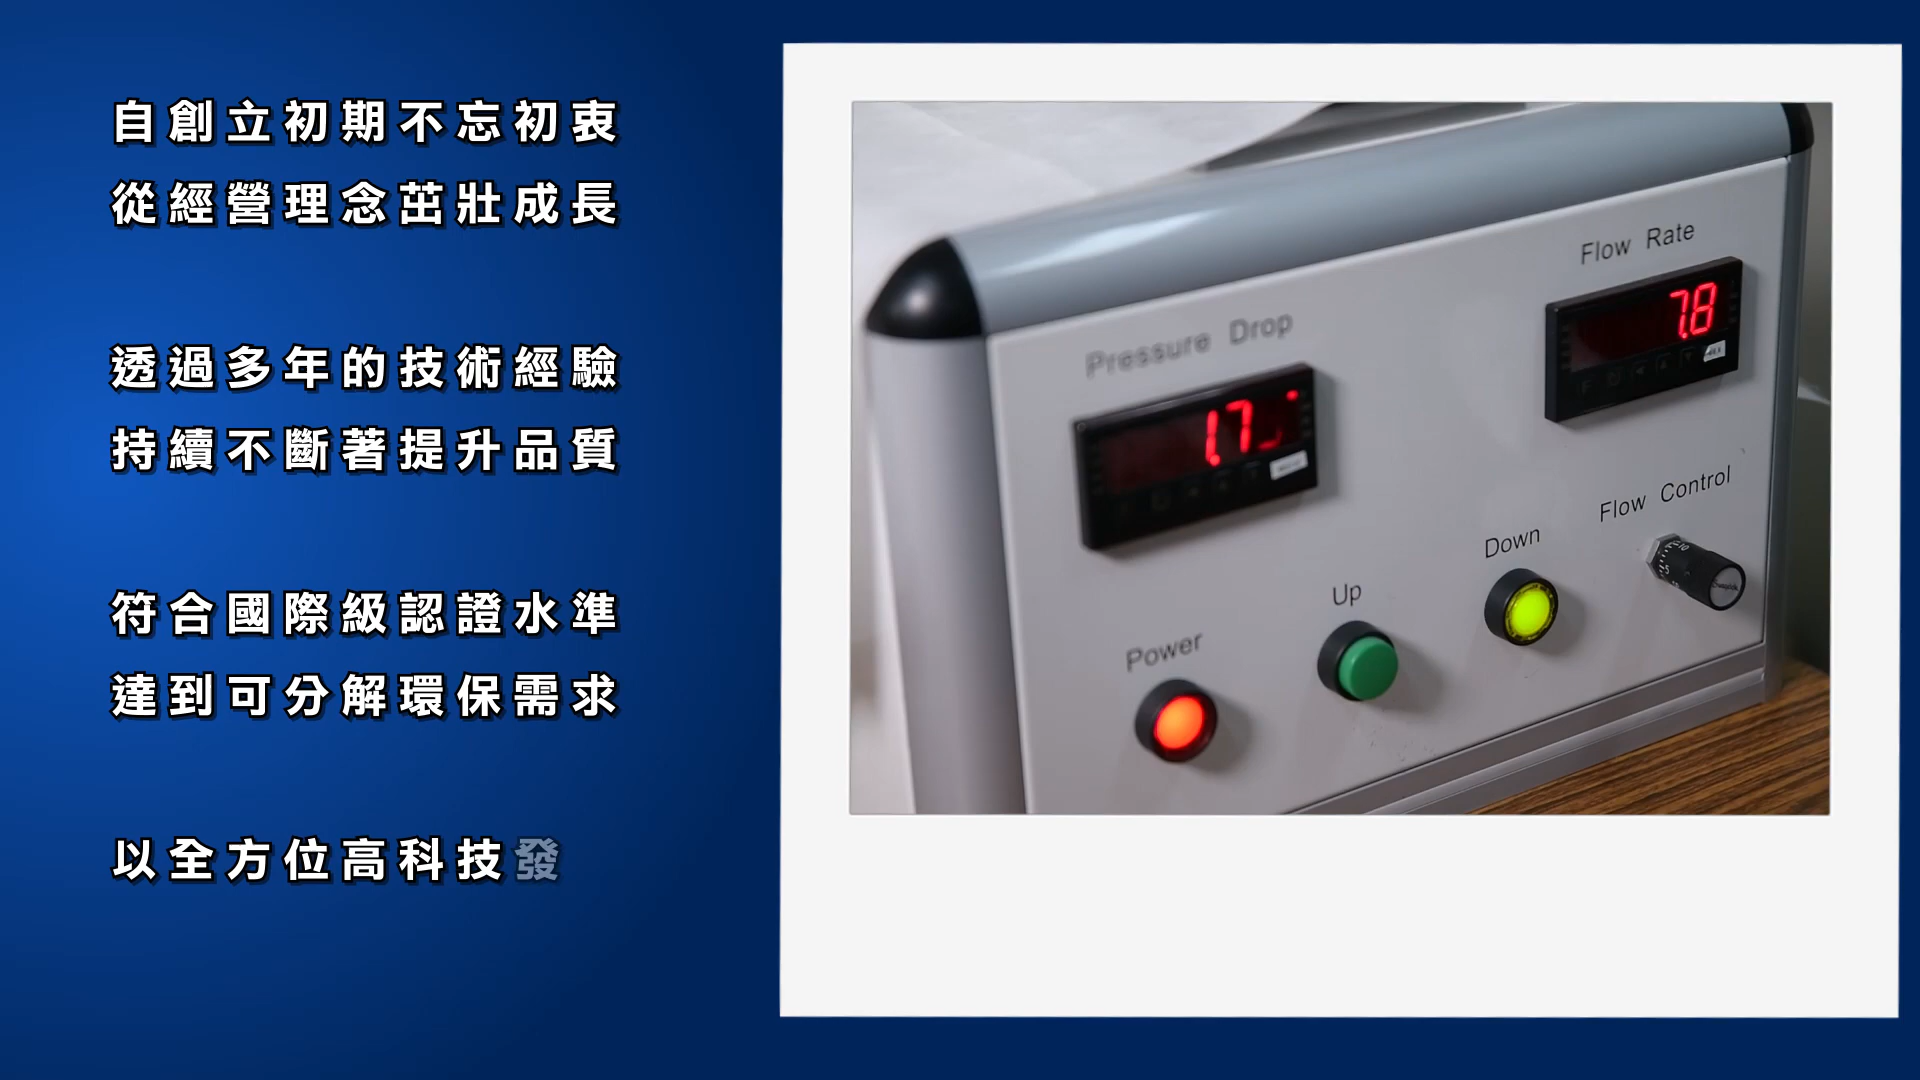 自創立初期不忘初衷
從經營理念茁壯成長
透過多年的技術經驗
持續不斷著提升品質
符合國際級認證水準
達到可分解環保需求
以全方位高科技發
Flow Rate
7.8
Pressure Drop
Flow Control
Down
Up
Power